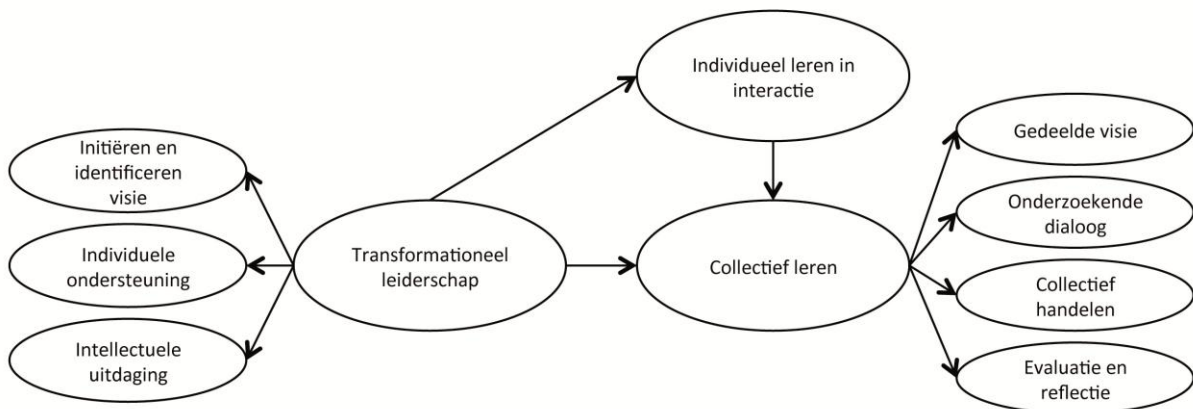 Individueel leren in
interactie
Initiëren en
identificeren
visie
Individuele
ondersteuning
Intellectuele
uitdaging
Transformationeel
leiderschap
Collectief leren
Gedeelde visie
Onderzoekende
dialoog
Collectief
handelen
Evaluatie en
reflectie